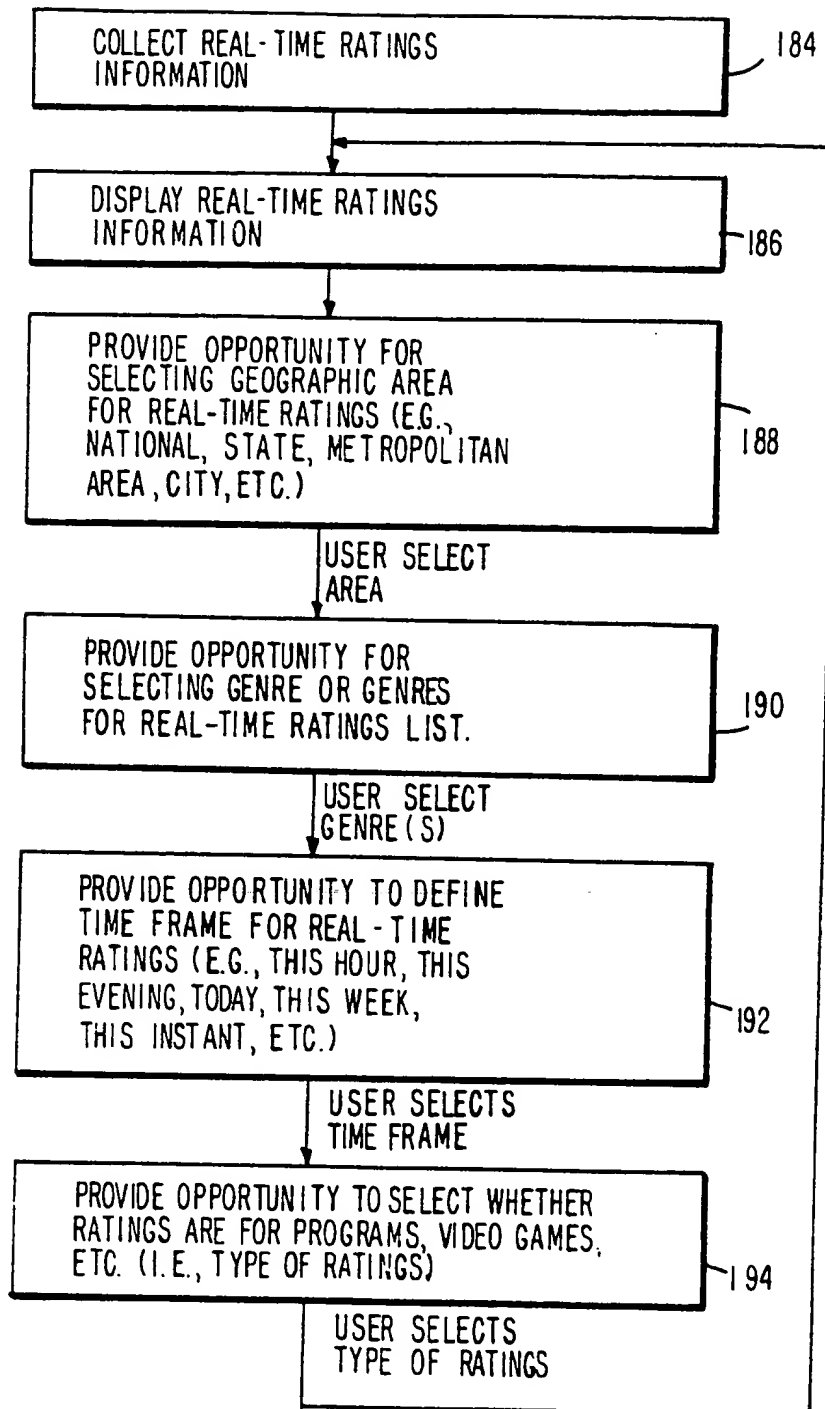 COLLECT REAL-TIME RATINGS
INFORMATION
184
DISPLAY REAL-TIME RATINGS
INFORMATION
186
PROVIDE OPPORTUNITY FOR
SELECTING GEOGRAPHIC AREA
FOR REAL-TIME RATINGS (E.G.,
NATIONAL, STATE, METROPOLITAN
AREA, CITY, ETC.)
188
USER SELECT
AREA
PROVIDE OPPORTUNITY FOR
SELECTING GENRE OR GENRES
FOR REAL-TIME RATINGS LIST.
190
USER SELECT
GENRE(S)
PROVIDE OPPORTUNITY TO DEFINE
TIME FRAME FOR REAL-TIME
RATINGS (E.G., THIS HOUR, THIS
EVENING, TODAY, THIS WEEK,
THIS INSTANT, ETC.)
192
USER SELECTS
TIME FRAME
PROVIDE OPPORTUNITY TO SELECT WHETHER
RATINGS ARE FOR PROGRAMS, VIDEO GAMES,
ETC. (I.E., TYPE OF RATINGS)
194
USER SELECTS
TYPE OF RATINGS